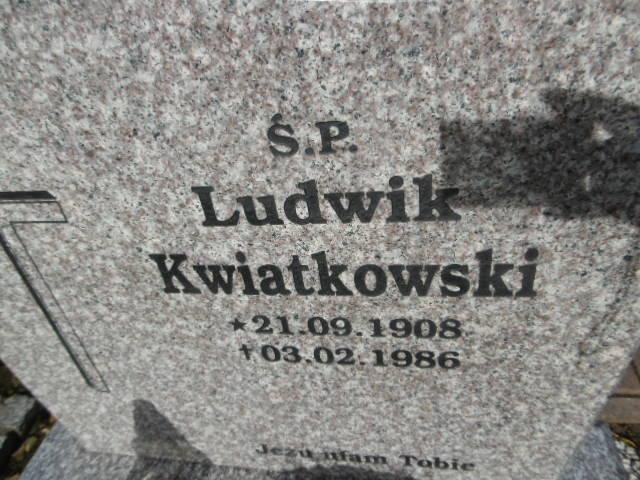 Ś.P.
Ludwik
Kwiatkowski
★21.09.1908
†03.02.1986
Jezu ufam Tobie